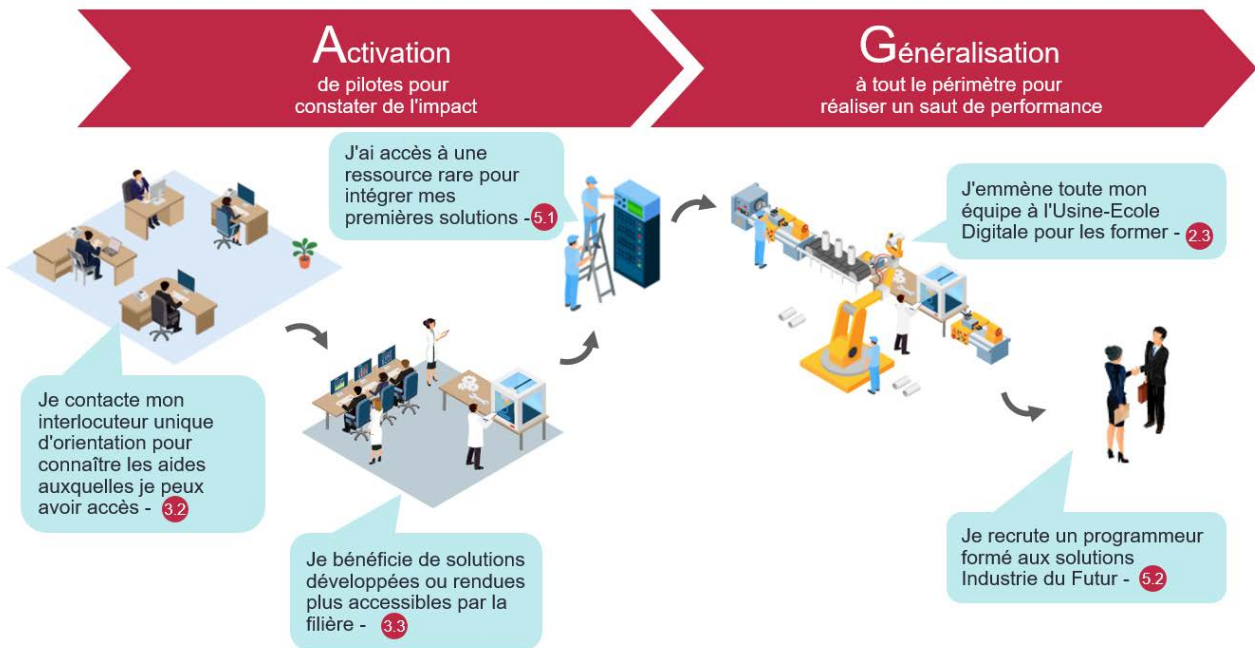 Activation
de pilotes pour
constater de l'impact
Généralisation
à tout le périmètre pour
réaliser un saut de performance
J'ai accès à une
ressource rare pour
intégrer mes
premières solutions - 5.1
J'emmène toute mon
équipe à l'Usine-Ecole
Digitale pour les former - 2.3
Je contacte mon
interlocuteur unique
d'orientation pour
connaître les aides
auxquelles je peux
avoir accès - 3.2
Je bénéficie de solutions
développées ou rendues
plus accessibles par la
filière - 3.3
Je recrute un programmeur
formé aux solutions
Industrie du Futur - 5.2